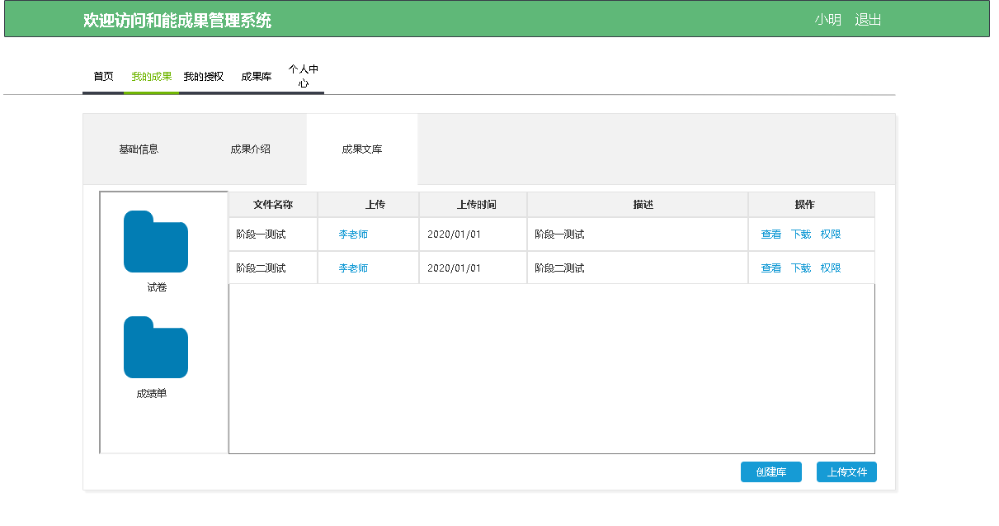 欢迎访问和能成果管理系统 小明 退出
首页 我的成果 我的授权 成果库 个人中
心
基础信息 成果介绍 成果文库
文件名称 上传 上传时间 描述 操作
阶段一测试 李老师 2020/01/01 阶段一测试 查看 下载 权限
阶段二测试 李老师 2020/01/01 阶段二测试 查看 下载 权限
试卷
成绩单
创建库 上传文件